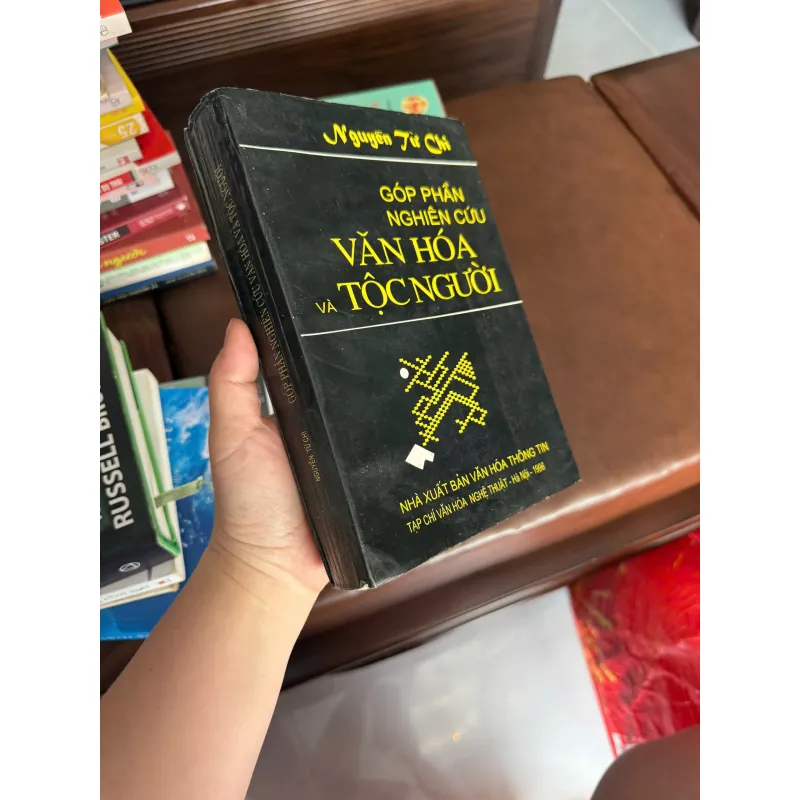 Nguyễn Từ Chi
GÓP PHẦN
NGHIÊN CỨU
VĂN HÓA
VÀ TỘC NGƯỜI
NHÀ XUẤT BẢN VĂN HÓA THÔNG TIN
TẠP CHÍ VĂN HÓA NGHỆ THUẬT - Hà Nội - 1996
NGUYỄN TỪ CHI
GÓP PHẦN NGHIÊN CỨU VĂN HÓA VÀ TỘC NGƯỜI
RUSSELL
25